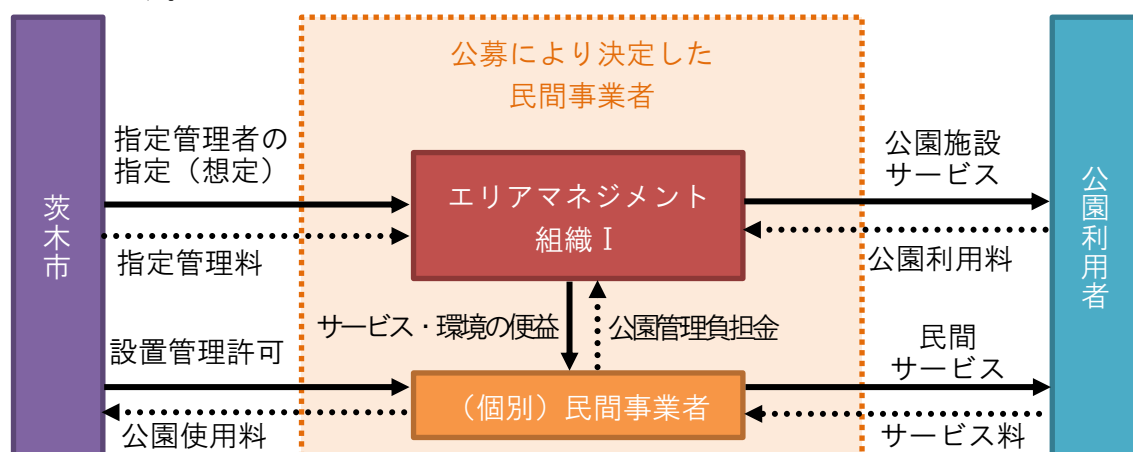 公募により決定した
民間事業者
指定管理者の
指定（想定）
指定管理料
茨木市
エリアマネジメント
組織Ⅰ
公園施設
サービス
公園利用料
公園利用者
サービス・環境の便益
公園管理負担金
設置管理許可
公園使用料
（個別）民間事業者
民間
サービス
サービス料